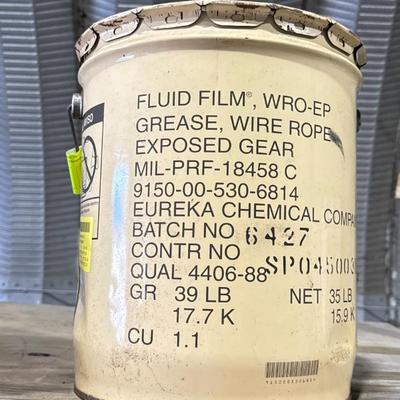 FLUID FILM®, WRO-EP
GREASE, WIRE ROPE
EXPOSED GEAR
MIL-PRF-18458 C
9150-00-530-6814
EUREKA CHEMICAL COMPA
BATCH NO 6427
CONTR NO SP045003
QUAL 4406-88
GR 39 LB NET 35 LB
17.7 K 15.9 K
CU 1.1